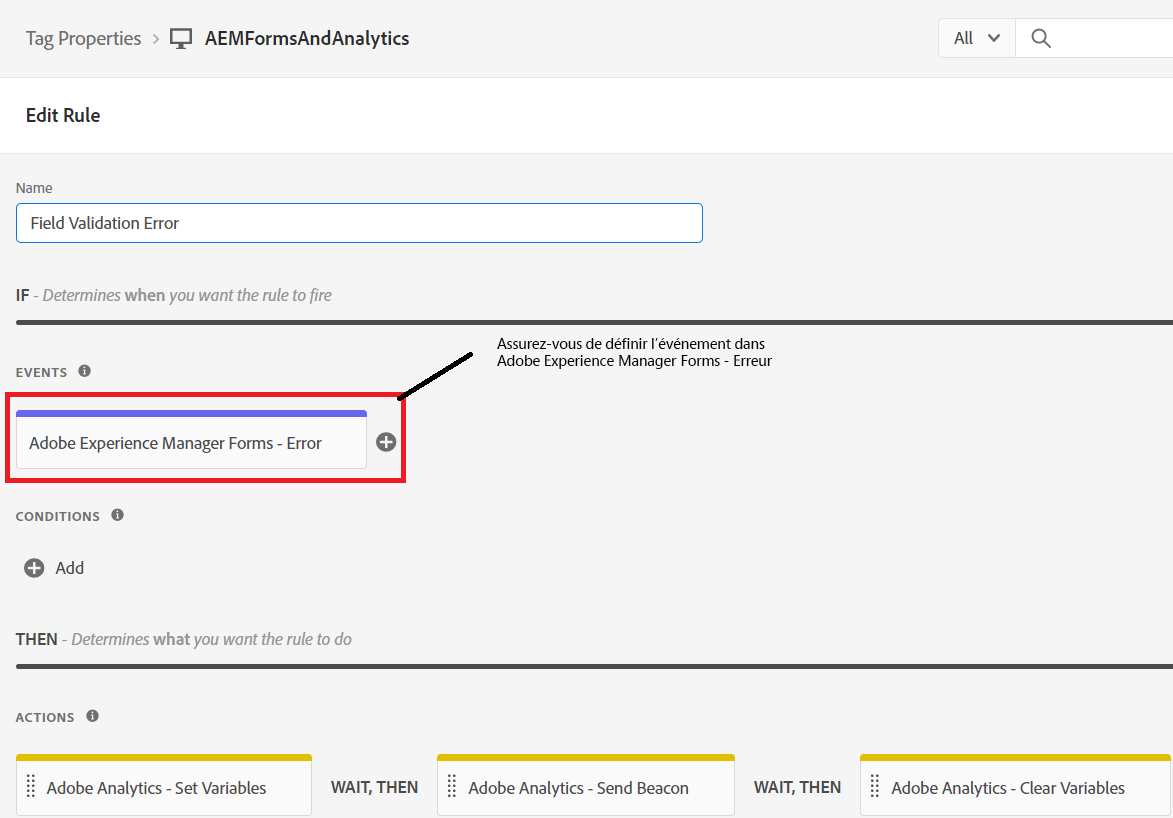 Tag Properties > AEMFormsAndAnalytics
All
Edit Rule
Name
Field Validation Error
IF - Determines when you want the rule to fire
Assurez-vous de définir l’événement dans
Adobe Experience Manager Forms - Erreur
EVENTS
Adobe Experience Manager Forms - Error
CONDITIONS
Add
THEN - Determines what you want the rule to do
ACTIONS
Adobe Analytics - Set Variables WAIT, THEN Adobe Analytics - Send Beacon WAIT, THEN Adobe Analytics - Clear Variables